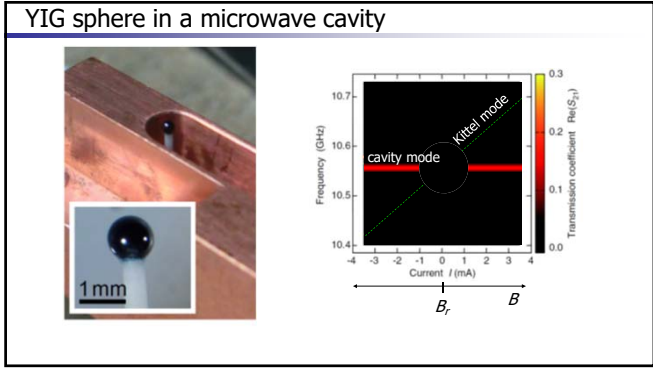 YIG sphere in a microwave cavity
1mm
Frequency (GHz)
10.7
10.6
10.5
10.4
cavity mode
Kittel mode
-4 -3 -2 -1 0 1 2 3 4
Current I (mA)
0.3
0.2
0.1
0.0
Transmission coefficient Re(S21)
Br
B